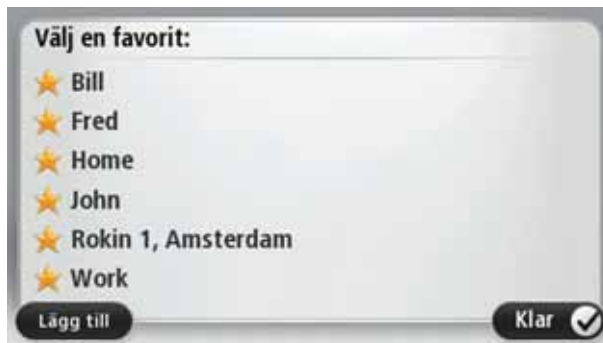 Välj en favorit:
Bill
Fred
Home
John
Rokin 1, Amsterdam
Work
Lägg till
Klar